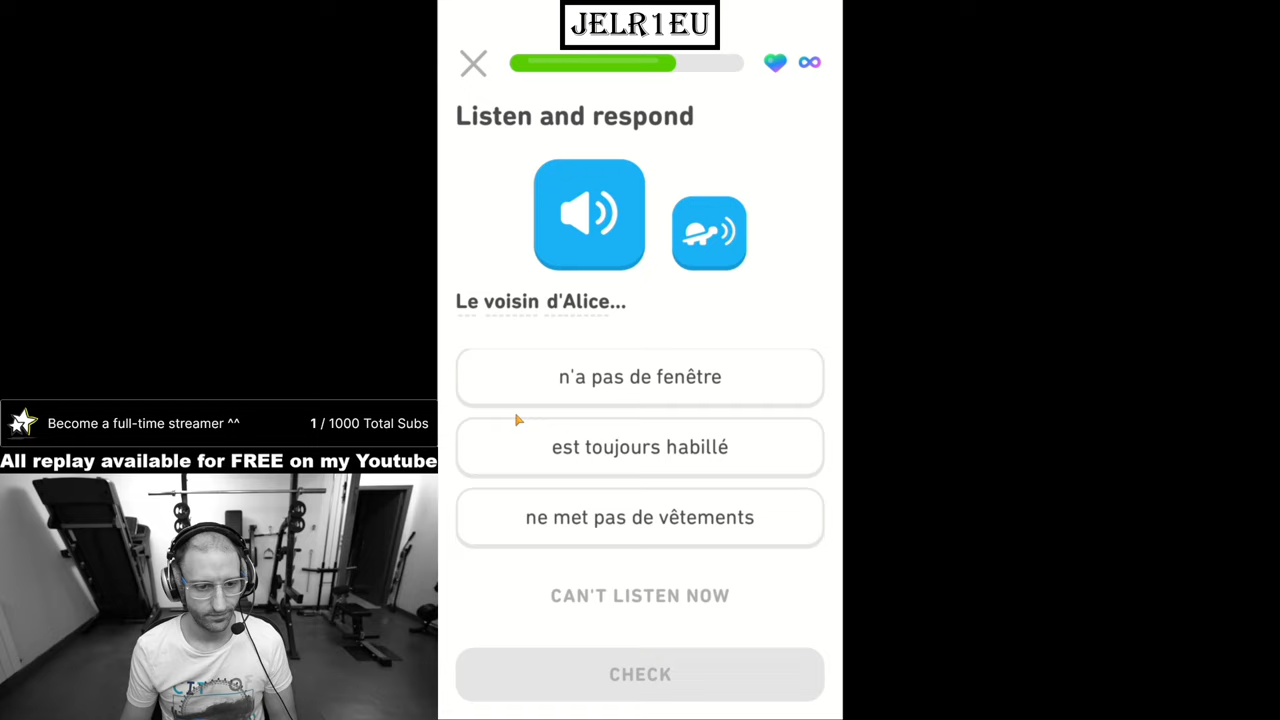 JELR1EU
Listen and respond
Le voisin d'Alice...
n'a pas de fenêtre
est toujours habillé
ne met pas de vêtements
CAN'T LISTEN NOW
CHECK
Become a full-time streamer ^^ 1 / 1000 Total Subs
All replay available for FREE on my Youtube